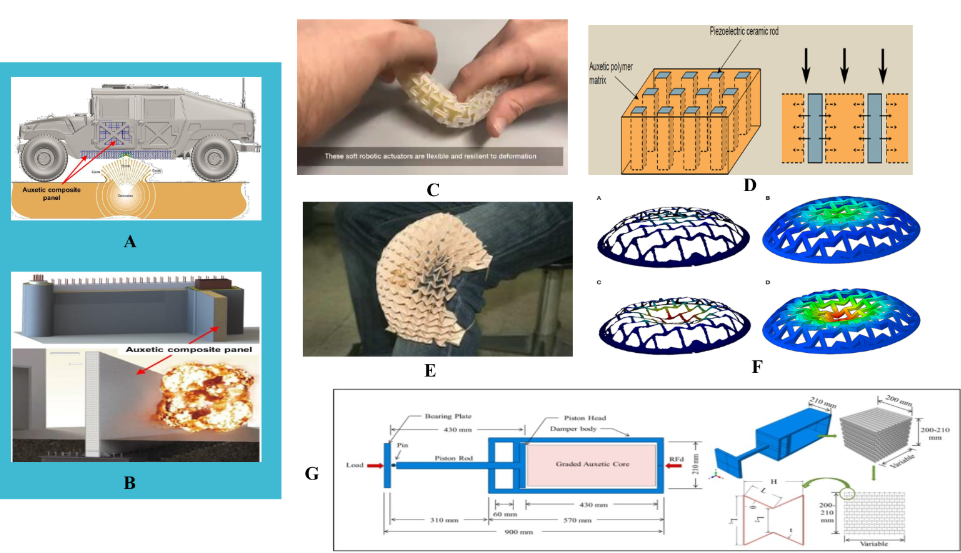 Auxetic composite
panel
A
Auxetic composite panel
B
These soft robotic actuators are flexible and resilient to deformation
C
Piezoelectric ceramic rod
Auxetic polymer
matrix
D
E
A
B
C
D
F
G
Bearing Plate
430 mm
Pin
Piston Rod
Load
Piston Head
Damper body
Graded Auxetic Core
210 mm
RFd
60 mm
430 mm
310 mm
570 mm
900 mm
210 mm
200 mm
200-210
mm
Variable
H
L
θ
t
200-
210
mm
Variable